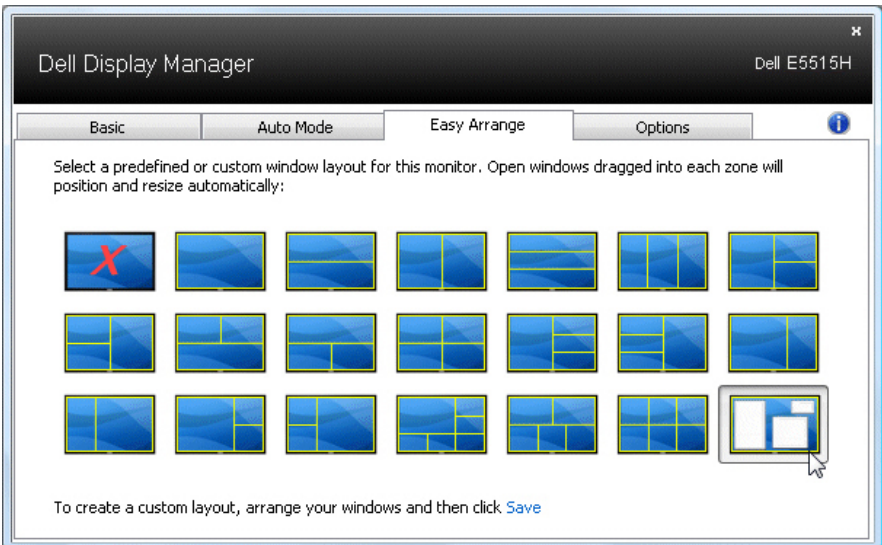 x
Dell Display Manager
Dell E5515H
Basic
Auto Mode
Easy Arrange
Options
i
Select a predefined or custom window layout for this monitor. Open windows dragged into each zone will
position and resize automatically:
X
To create a custom layout, arrange your windows and then click Save